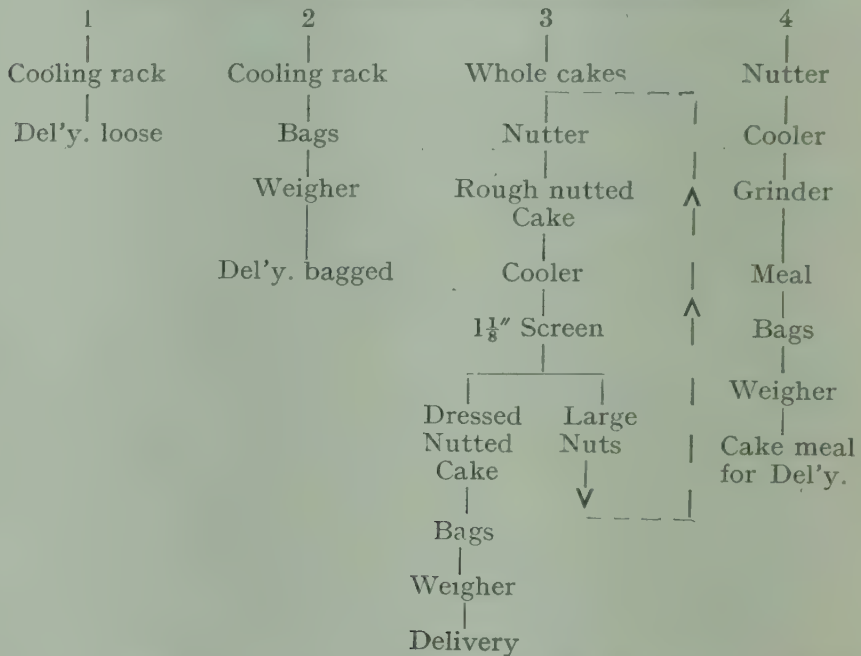 1
Cooling rack
Del'y. loose
2
Cooling rack
Bags
Weigher
Del'y. bagged
3
Whole cakes
Nutter
Rough nutted
Cake
Cooler
1⅛″ Screen
Dressed
Nutted
Cake
Large
Nuts
Bags
Weigher
Delivery
4
Nutter
Cooler
Grinder
Meal
Bags
Weigher
Cake meal
for Del'y.